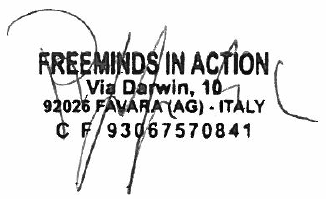 FREEMINDS IN ACTION
Via Darwin, 10
92026 FAVARA (AG) - ITALY
C F 93067570841